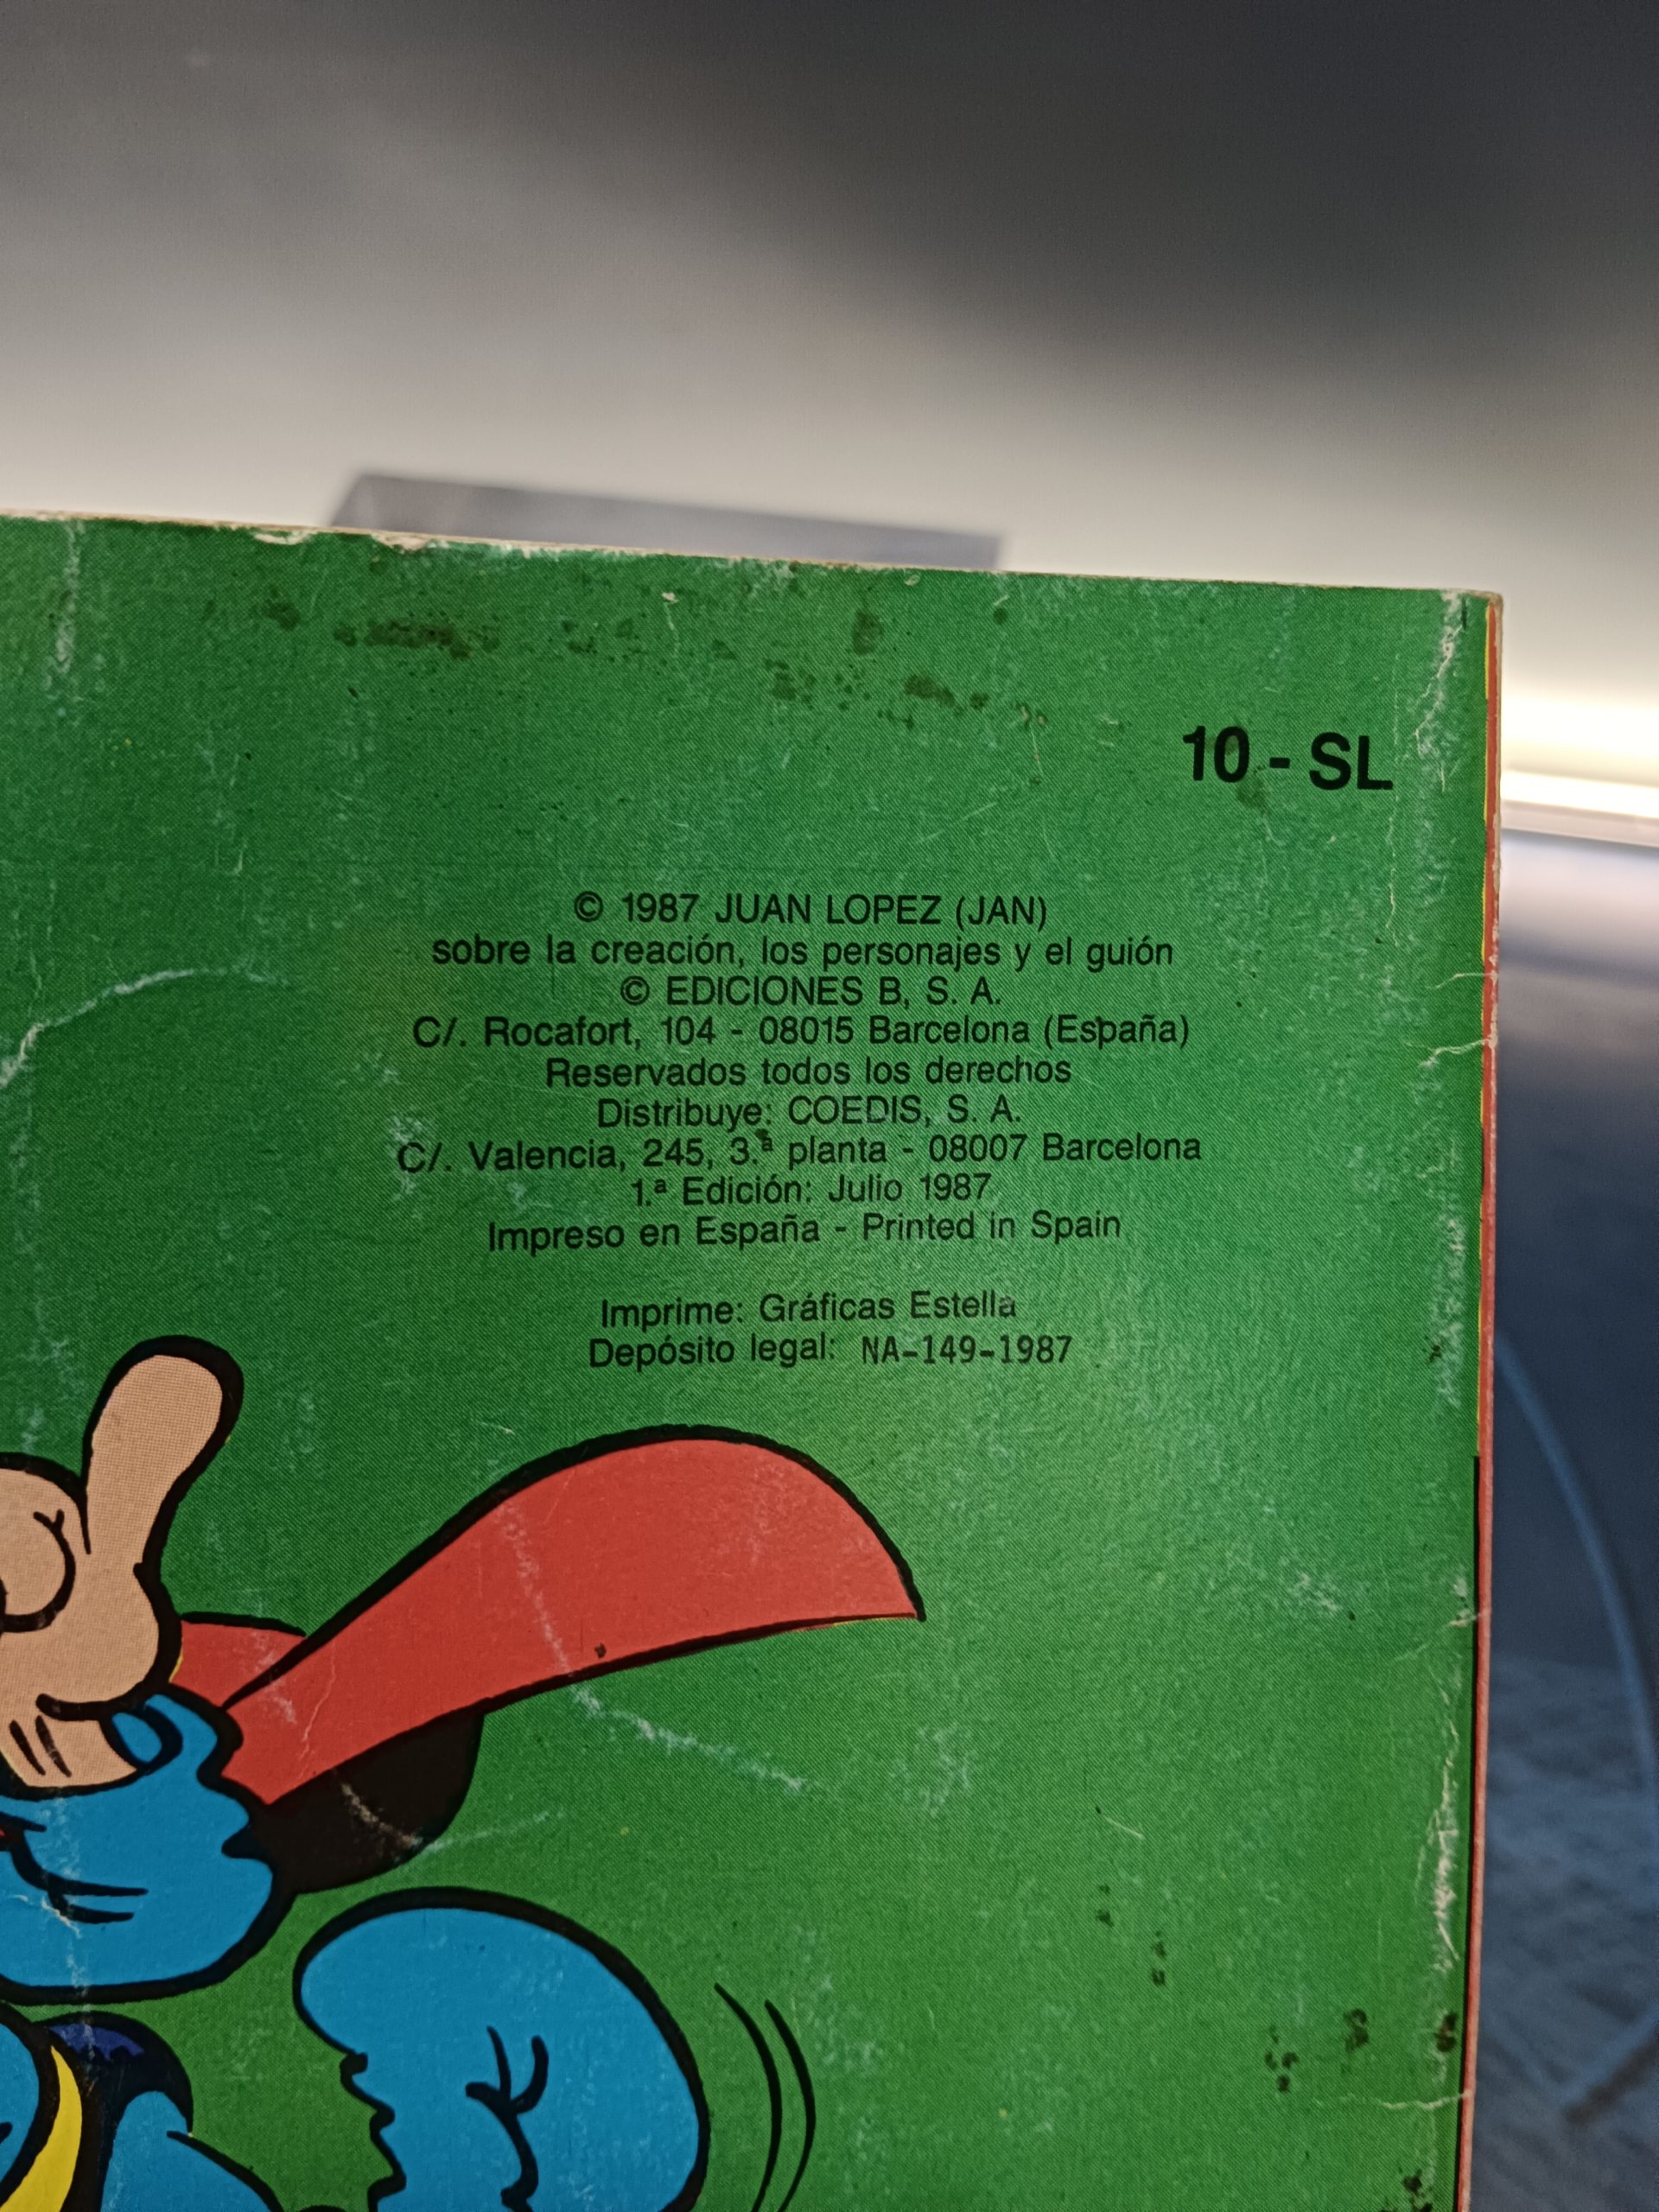 10 - SL
© 1987 JUAN LOPEZ (JAN)
sobre la creación, los personajes y el guión
© EDICIONES B, S. A.
C/. Rocafort, 104 - 08015 Barcelona (España)
Reservados todos los derechos
Distribuye: COEDIS, S. A.
C/. Valencia, 245, 3.ª planta - 08007 Barcelona
1.ª Edición: Julio 1987
Impreso en España - Printed in Spain
Imprime: Gráficas Estella
Depósito legal: NA-149-1987